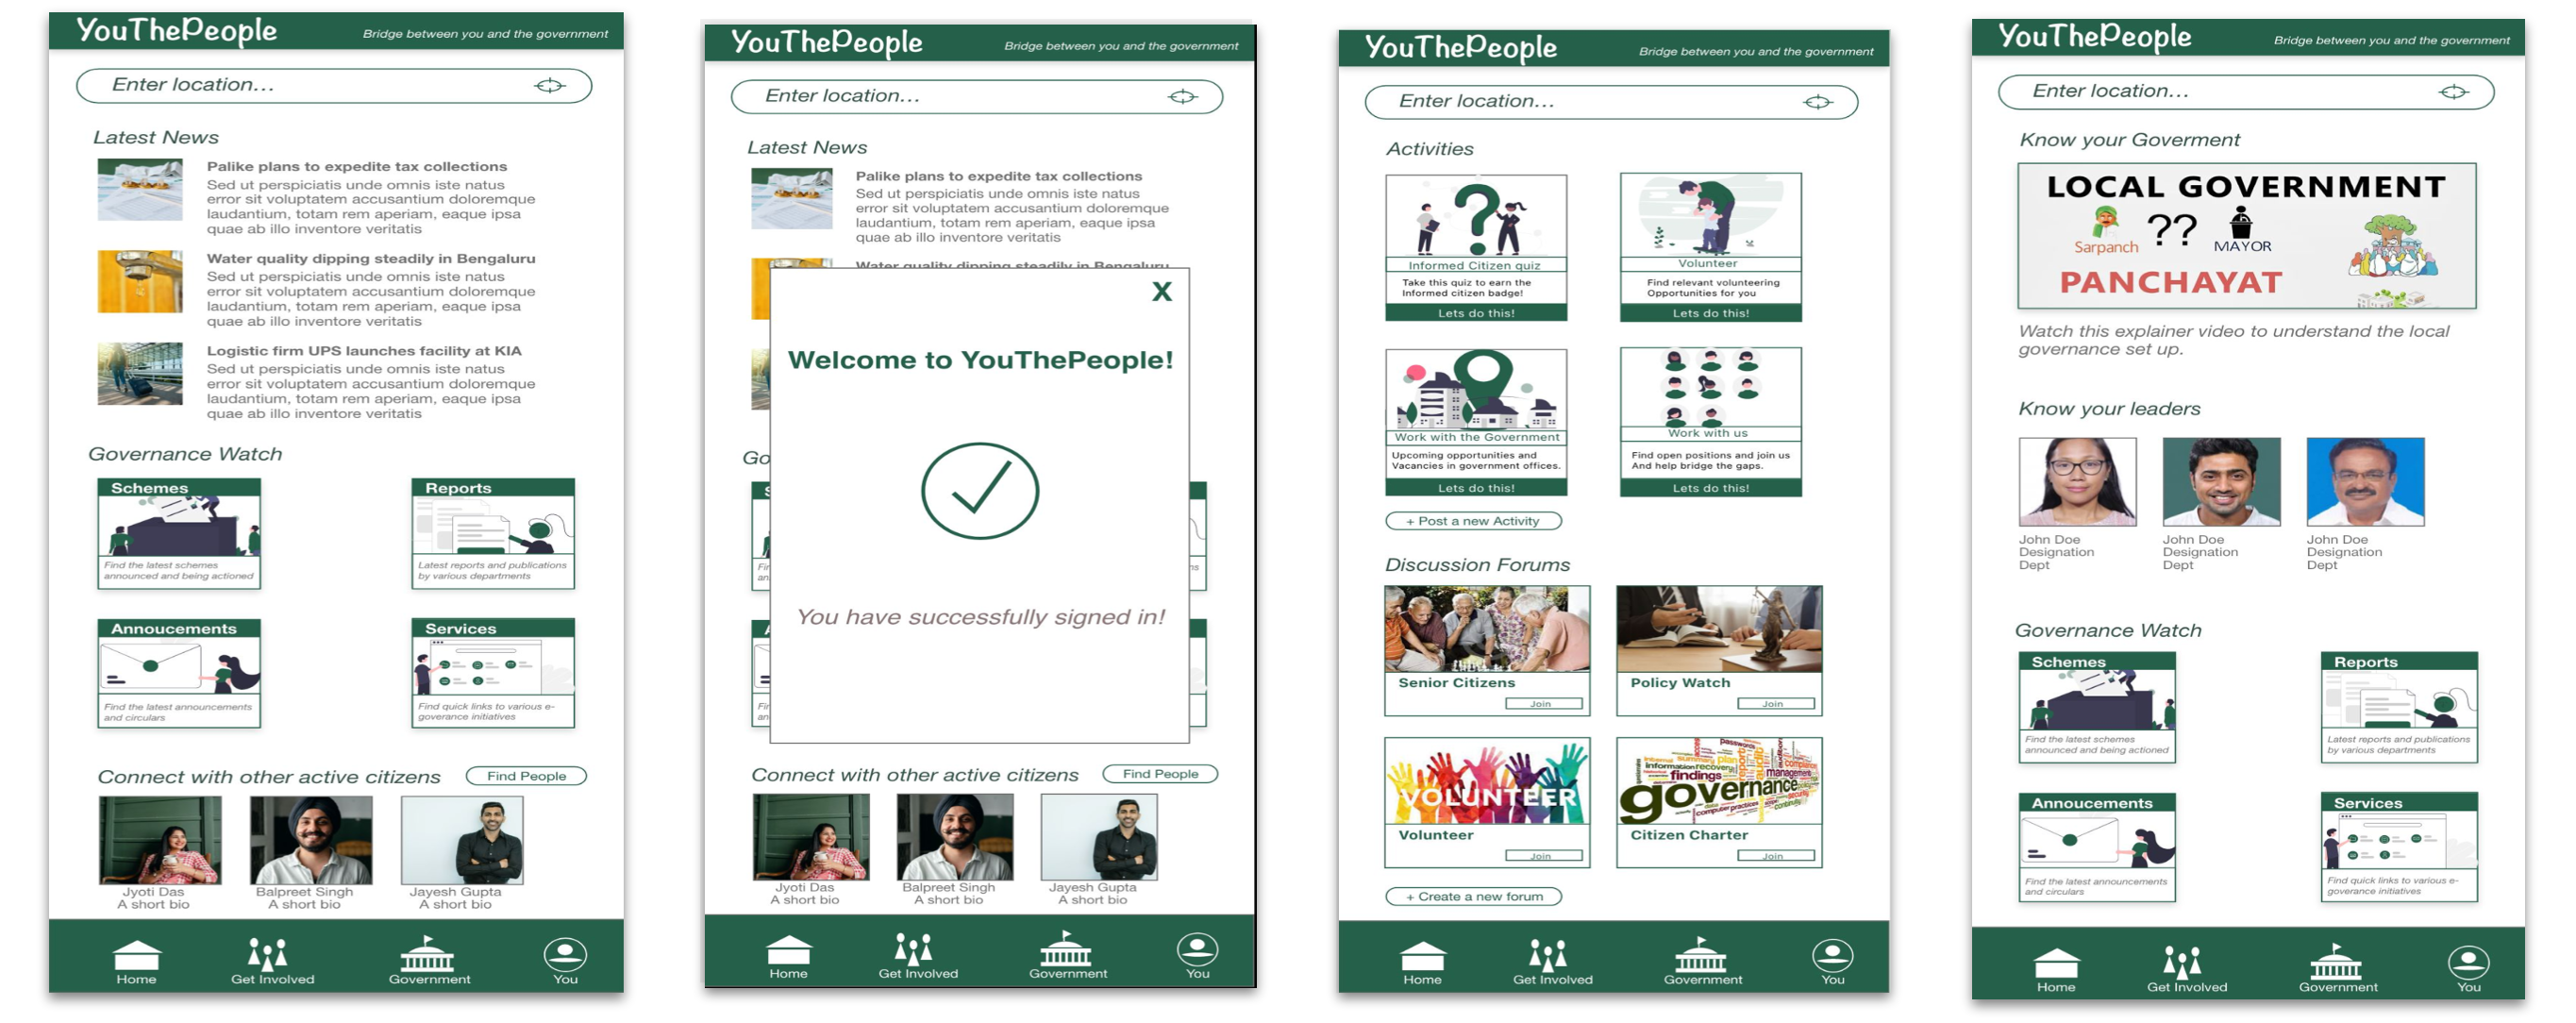 YouThePeople
Bridge between you and the government
Enter location...
Latest News
Palike plans to expedite tax collections
Sed ut perspiciatis unde omnis iste natus
error sit voluptatem accusantium doloremque
laudantium, totam rem aperiam, eaque ipsa
quae ab illo inventore veritatis
Water quality dipping steadily in Bengaluru
Sed ut perspiciatis unde omnis iste natus
error sit voluptatem accusantium doloremque
laudantium, totam rem aperiam, eaque ipsa
quae ab illo inventore veritatis
Logistic firm UPS launches facility at KIA
Sed ut perspiciatis unde omnis iste natus
error sit voluptatem accusantium doloremque
laudantium, totam rem aperiam, eaque ipsa
quae ab illo inventore veritatis
Governance Watch
Schemes
Find the latest schemes
announced and being actioned
Reports
Latest reports and publications
by various departments
Annoucements
Find the latest announcements
and circulars
Services
Find quick links to various e-
goverance initiatives
Connect with other active citizens
Find People
Jyoti Das
A short bio
Balpreet Singh
A short bio
Jayesh Gupta
A short bio
Home
Get Involved
Government
You
YouThePeople
Bridge between you and the government
Enter location...
Latest News
Palike plans to expedite tax collections
Sed ut perspiciatis unde omnis iste natus
error sit voluptatem accusantium doloremque
laudantium, totam rem aperiam, eaque ipsa
quae ab illo inventore veritatis
Water quality dipping steadily in Bengaluru
X
Welcome to YouThePeople!
You have successfully signed in!
Connect with other active citizens
Find People
Jyoti Das
A short bio
Balpreet Singh
A short bio
Jayesh Gupta
A short bio
Home
Get Involved
Government
You
YouThePeople
Bridge between you and the government
Enter location...
Activities
Informed Citizen quiz
Take this quiz to earn the
Informed citizen badge!
Lets do this!
Volunteer
Find relevant volunteering
Opportunities for you
Lets do this!
Work with the Government
Upcoming opportunities and
Vacancies in government offices.
Lets do this!
Work with us
Find open positions and join us
And help bridge the gaps.
Lets do this!
+ Post a new Activity
Discussion Forums
Senior Citizens
Join
Policy Watch
Join
VOLUNTEER
Volunteer
Join
information recovery
findings
management
governance
computer practices
Citizen Charter
Join
+ Create a new forum
Home
Get Involved
Government
You
YouThePeople
Bridge between you and the government
Enter location...
Know your Goverment
LOCAL GOVERNMENT
Sarpanch
??
MAYOR
PANCHAYAT
Watch this explainer video to understand the local
governance set up.
Know your leaders
John Doe
Designation
Dept
John Doe
Designation
Dept
John Doe
Designation
Dept
Governance Watch
Schemes
Find the latest schemes
announced and being actioned
Reports
Latest reports and publications
by various departments
Annoucements
Find the latest announcements
and circulars
Services
Find quick links to various e-
goverance initiatives
Home
Get Involved
Government
You